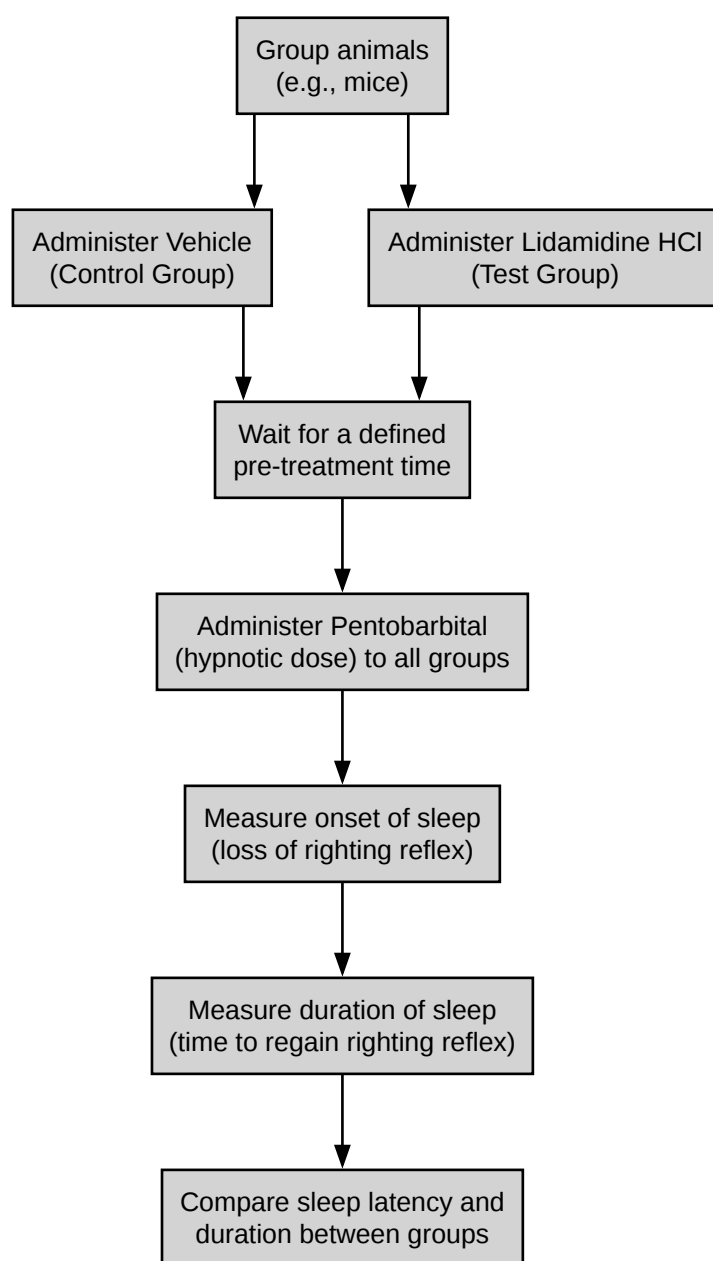 Group animals
(e.g., mice)
Administer Vehicle
(Control Group)
Administer Lidamidine HCl
(Test Group)
Wait for a defined
pre-treatment time
Administer Pentobarbital
(hypnotic dose) to all groups
Measure onset of sleep
(loss of righting reflex)
Measure duration of sleep
(time to regain righting reflex)
Compare sleep latency and
duration between groups